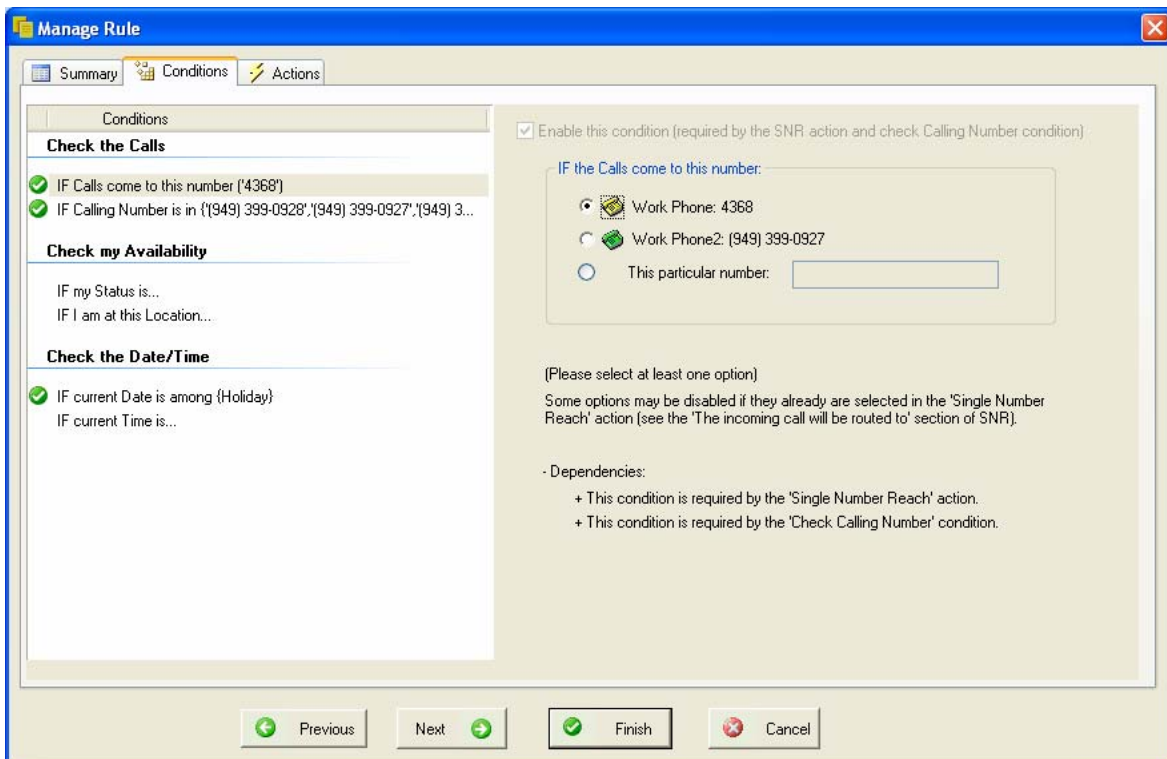 Manage Rule
Summary
Conditions
Actions
Conditions
Check the Calls
IF Calls come to this number ('4368')
IF Calling Number is in {'(949) 399-0928','(949) 399-0927','(949) 3...
Check my Availability
IF my Status is...
IF I am at this Location...
Check the Date/Time
IF current Date is among {Holiday}
IF current Time is...
Enable this condition (required by the SNR action and check Calling Number condition)
IF the Calls come to this number:
Work Phone: 4368
Work Phone2: (949) 399-0927
This particular number:
(Please select at least one option)
Some options may be disabled if they already are selected in the 'Single Number
Reach' action (see the 'The incoming call will be routed to' section of SNR).
- Dependencies:
+ This condition is required by the 'Single Number Reach' action.
+ This condition is required by the 'Check Calling Number' condition.
Previous
Next
Finish
Cancel